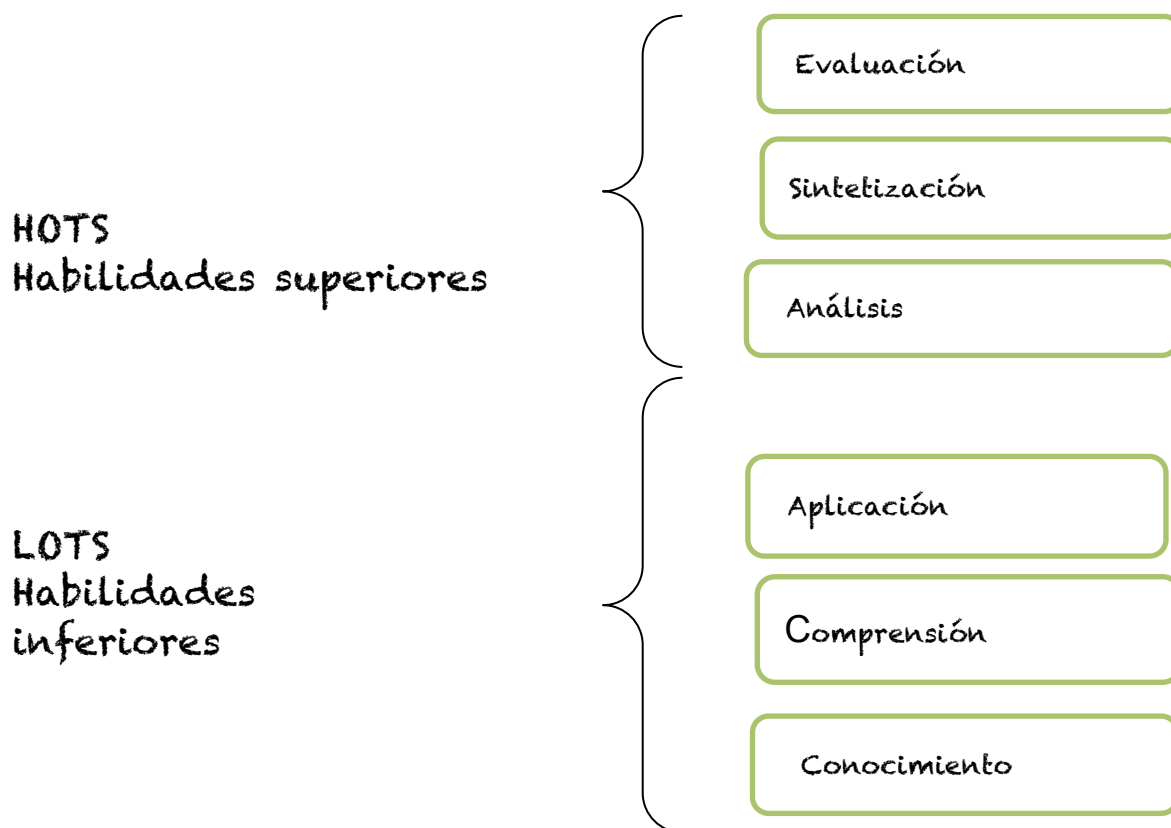 HOTS
Habilidades superiores
Evaluación
Sintetización
Análisis
LOTS
Habilidades
inferiores
Aplicación
Comprensión
Conocimiento